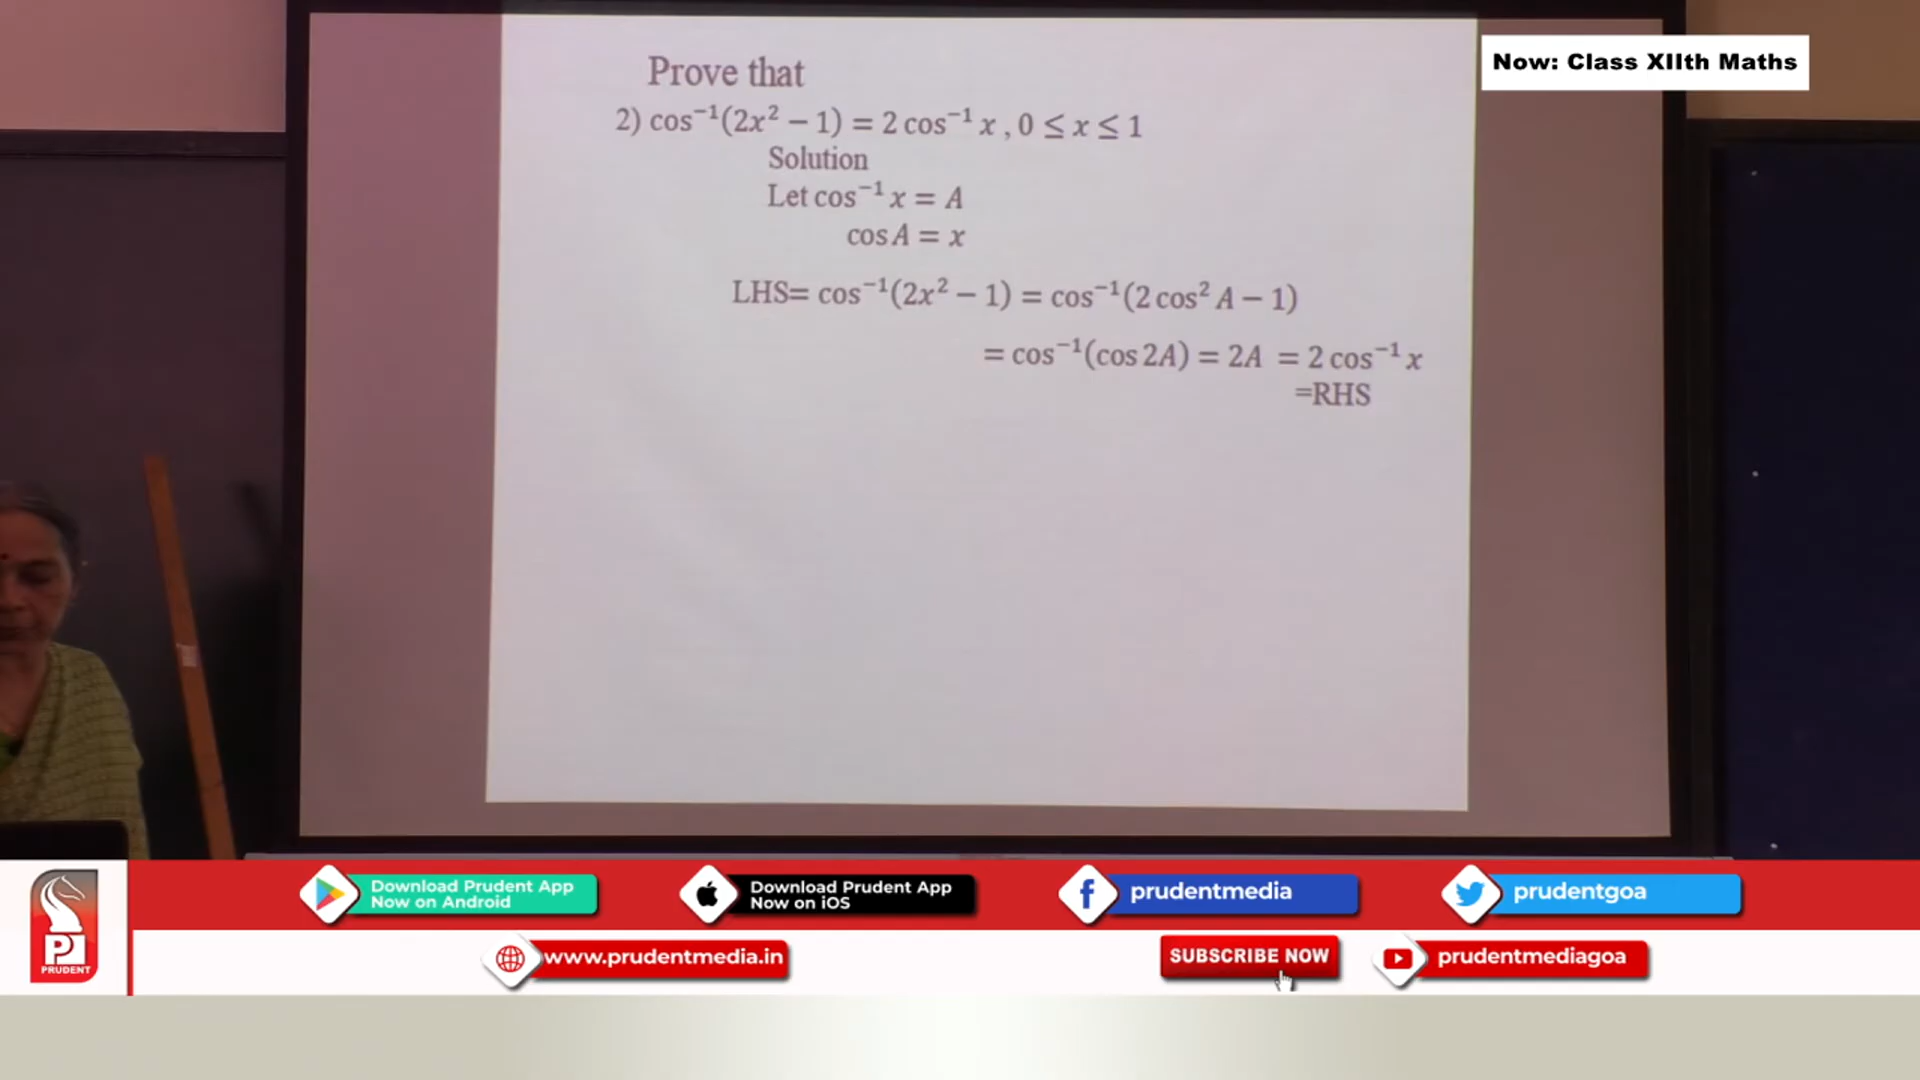 Now: Class XIIth Maths
Prove that
2) cos⁻¹(2x² − 1) = 2 cos⁻¹ x , 0 ≤ x ≤ 1
Solution
Let cos⁻¹ x = A
cos A = x
LHS= cos⁻¹(2x² − 1) = cos⁻¹(2 cos² A − 1)
= cos⁻¹(cos 2A) = 2A = 2 cos⁻¹ x
=RHS
Download Prudent App
Now on Android
Download Prudent App
Now on iOS
prudentmedia
prudentgoa
PRUDENT
www.prudentmedia.in
SUBSCRIBE NOW
prudentmediagoa